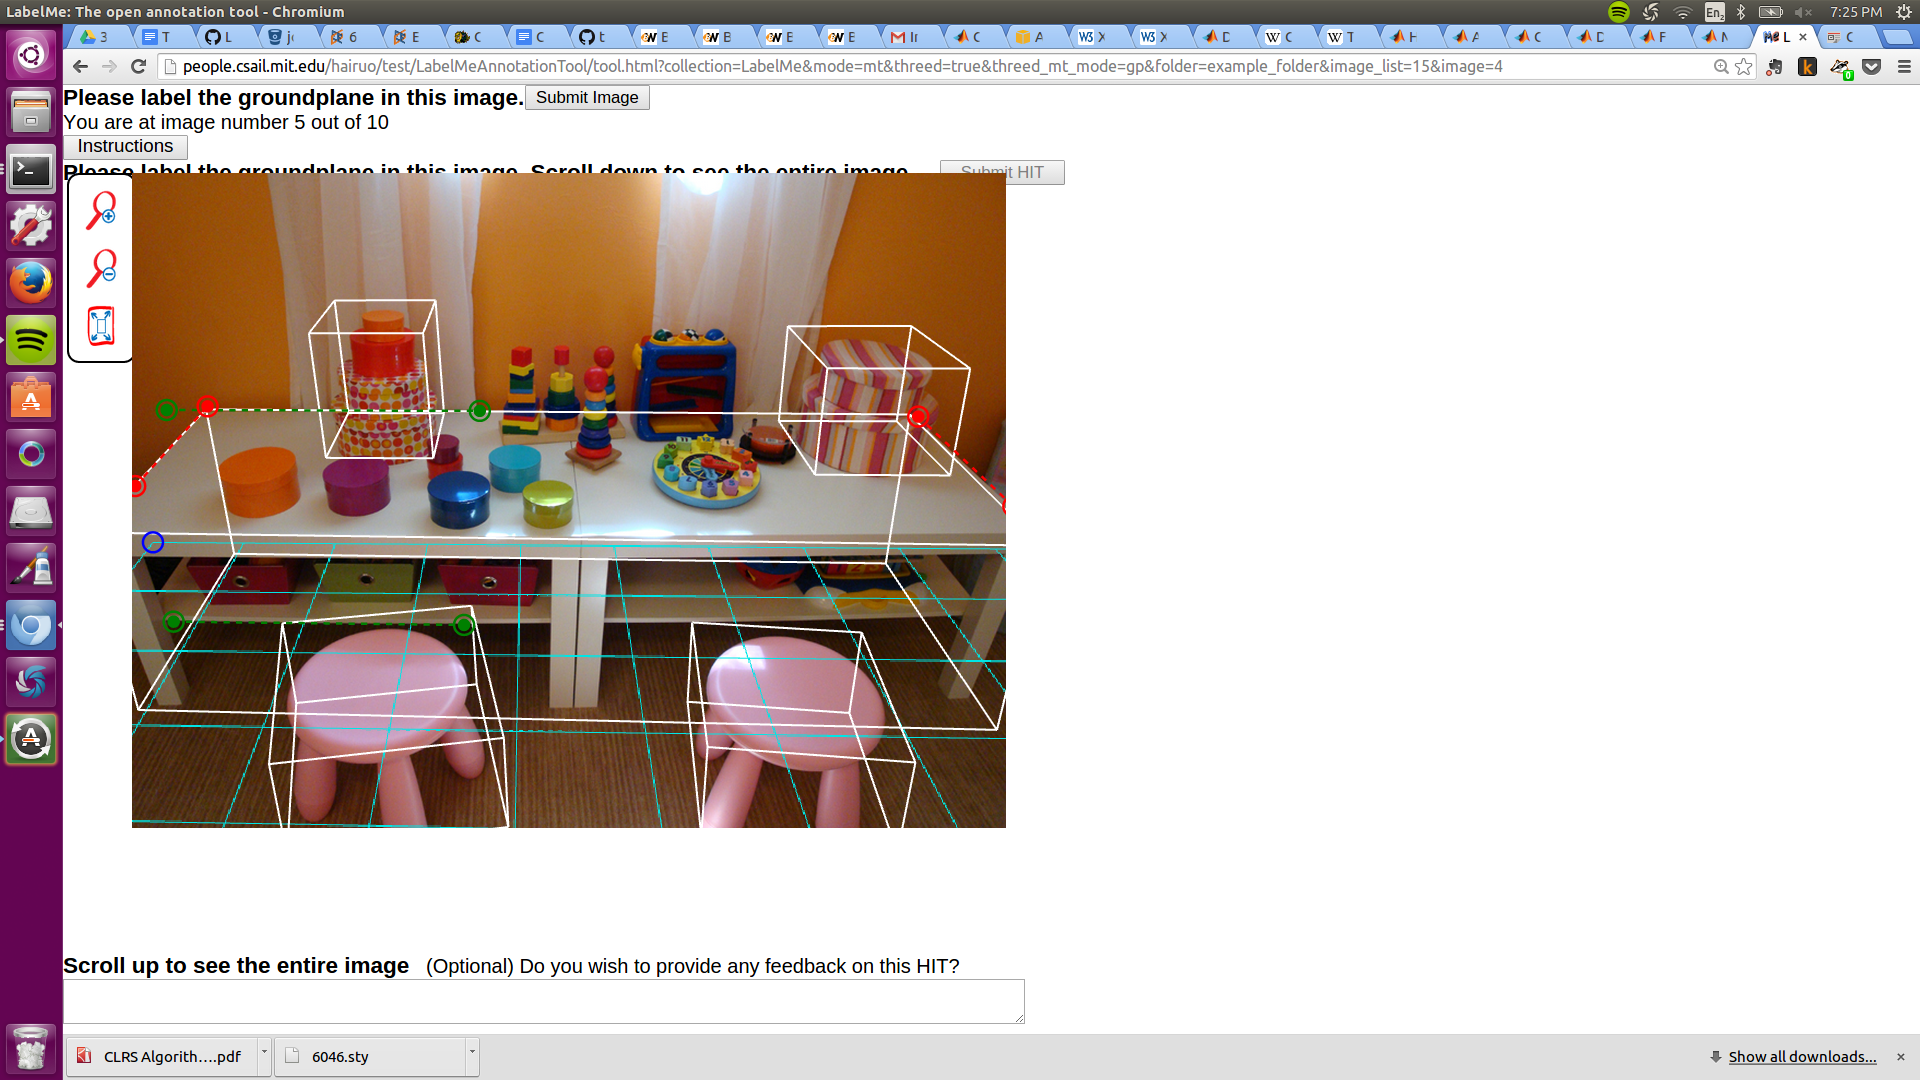 LabelMe: The open annotation tool - Chromium
En2
7:25 PM
3
T
L
6
E
C
C
t
E
B
E
E
C
A
X
X
D
C
T
H
A
C
D
F
L
C
people.csail.mit.edu/hairuo/test/LabelMeAnnotationTool/tool.html?collection=LabelMe&mode=mt&threed=true&threed_mt_mode=gp&folder=example_folder&image_list=15&image=4
Please label the groundplane in this image. Submit Image
You are at image number 5 out of 10
Instructions
Please label the groundplane in this image. Scroll down to see the entire image. Submit HIT
Scroll up to see the entire image (Optional) Do you wish to provide any feedback on this HIT?
CLRS Algorith....pdf
6046.sty
Show all downloads...